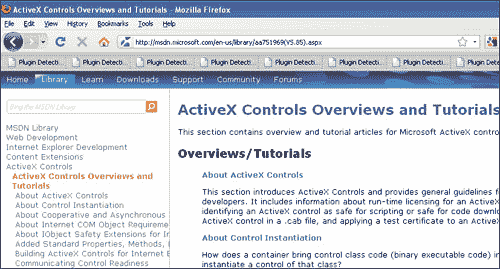 ActiveX Controls Overviews and Tutorials - Mozilla Firefox
File Edit View History Bookmarks Tools Help
http://msdn.microsoft.com/en-us/library/aa751969(VS.85).aspx
Plugin Detecti... Plugin Detecti... Plugin Detecti... Plugin Detecti... Plugin Detecti... Plugin Detecti...
Home Library Learn Downloads Support Community Forums
Bing the MSDN Library
MSDN Library
Web Development
Internet Explorer Development
Content Extensions
ActiveX Controls
ActiveX Controls Overviews and
Tutorials
About ActiveX Controls
About Control Instantiation
About Cooperative and Asynchronous
About Internet COM Object Requireme
About IObject Safety Extensions for In
Added Standard Properties, Methods,
Building ActiveX Controls for Internet E
Communicating Control Readiness
ActiveX Controls Overviews and Tutorials
This section contains overview and tutorial articles for Microsoft ActiveX contro
Overviews/Tutorials
About ActiveX Controls
This section introduces ActiveX Controls and provides general guidelines f
developers. It includes information about run-time licensing for an ActiveX
identifying an ActiveX control as safe for scripting or safe for code downl
control in a .cab file, and applying a test certificate to an ActiveX
About Control Instantiation
How does a container bring control class code (binary executable code) i
instantiate a control of that class?